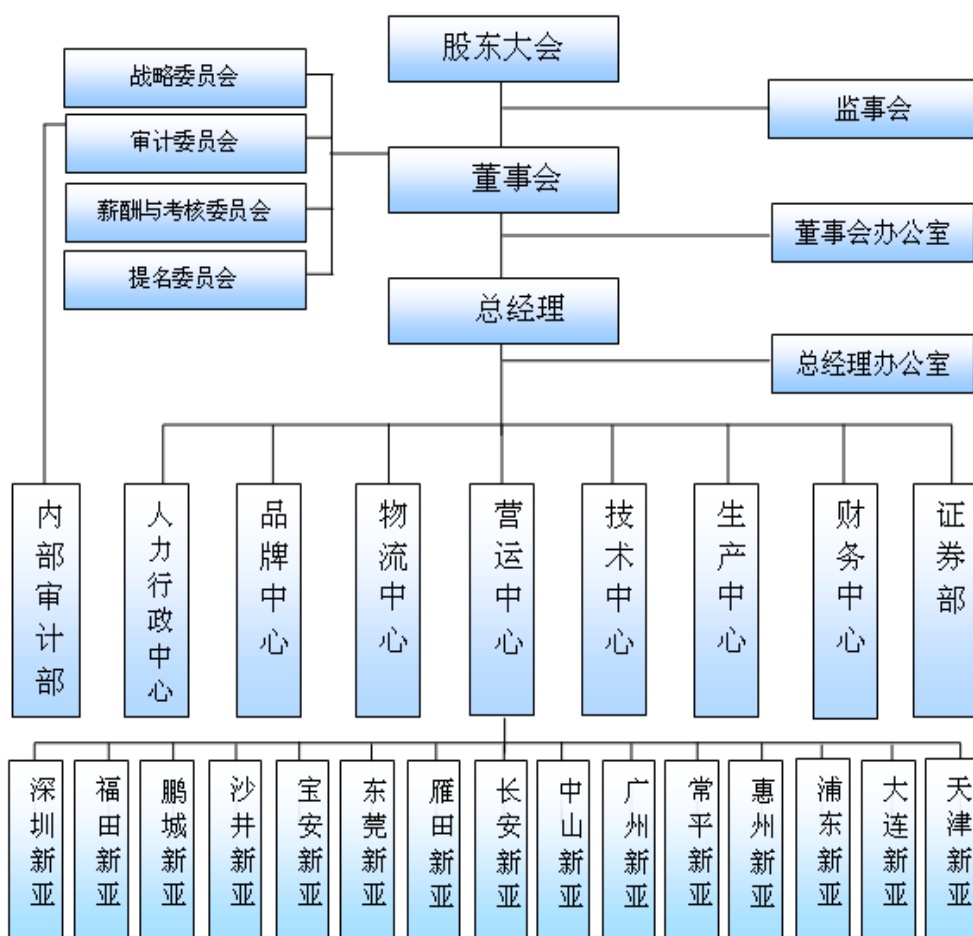 股东大会
战略委员会
监事会
审计委员会
董事会
薪酬与考核委员会
董事会办公室
提名委员会
总经理
总经理办公室
内部审计部
人力行政中心
品牌中心
物流中心
营运中心
技术中心
生产中心
财务中心
证券部
深圳新亚
福田新亚
鹏城新亚
沙井新亚
宝安新亚
东莞新亚
雁田新亚
长安新亚
中山新亚
广州新亚
常平新亚
惠州新亚
浦东新亚
大连新亚
天津新亚